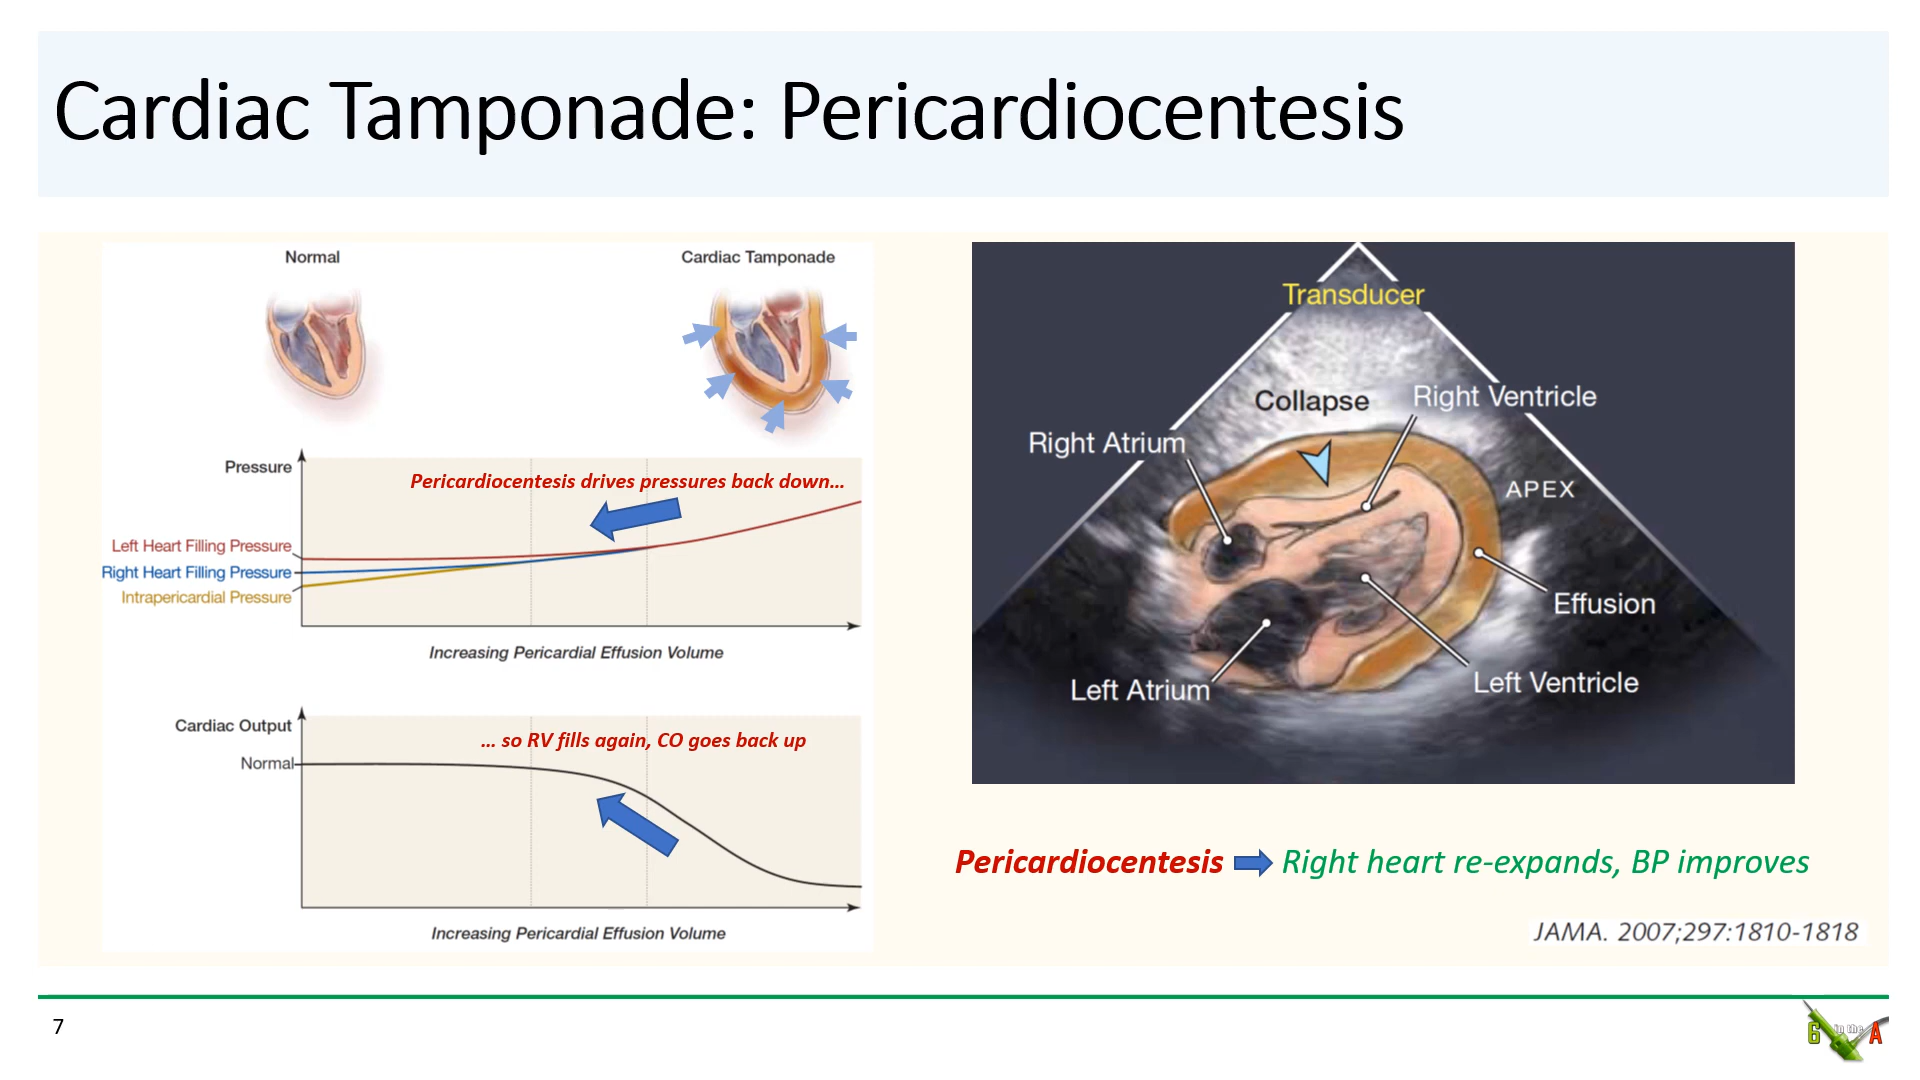 Cardiac Tamponade: Pericardiocentesis
Normal
Cardiac Tamponade
Pressure
Pericardiocentesis drives pressures back down...
Left Heart Filling Pressure
Right Heart Filling Pressure
Intrapericardial Pressure
Increasing Pericardial Effusion Volume
Cardiac Output
... so RV fills again, CO goes back up
Normal
Increasing Pericardial Effusion Volume
Transducer
Collapse
Right Ventricle
Right Atrium
APEX
Effusion
Left Atrium
Left Ventricle
Pericardiocentesis Right heart re-expands, BP improves
JAMA. 2007;297:1810-1818
7
6 in the A